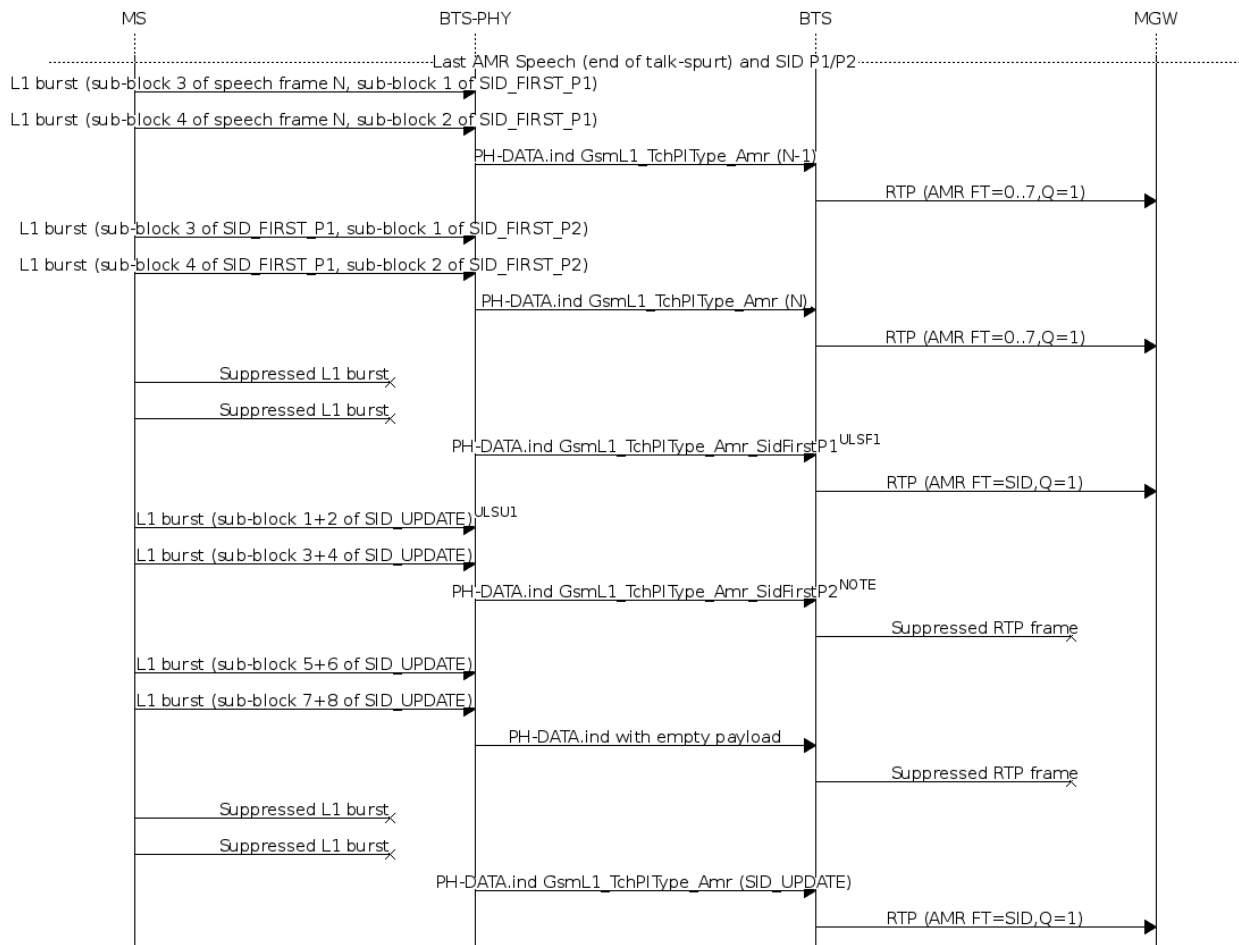 MS BTS-PHY BTS MGW
Last AMR Speech (end of talk-spurt) and SID P1/P2
L1 burst (sub-block 3 of speech frame N, sub-block 1 of SID_FIRST_P1)
L1 burst (sub-block 4 of speech frame N, sub-block 2 of SID_FIRST_P1)
PH-DATA.ind GsmL1_TchPlType_Amr (N-1)
RTP (AMR FT=0..7,Q=1)
L1 burst (sub-block 3 of SID_FIRST_P1, sub-block 1 of SID_FIRST_P2)
L1 burst (sub-block 4 of SID_FIRST_P1, sub-block 2 of SID_FIRST_P2)
PH-DATA.ind GsmL1_TchPlType_Amr (N)
RTP (AMR FT=0..7,Q=1)
Suppressed L1 burst
Suppressed L1 burst
PH-DATA.ind GsmL1_TchPlType_Amr_SidFirstP1 ULSF1
RTP (AMR FT=SID,Q=1)
L1 burst (sub-block 1+2 of SID_UPDATE) ULSU1
L1 burst (sub-block 3+4 of SID_UPDATE)
PH-DATA.ind GsmL1_TchPlType_Amr_SidFirstP2 NOTE
Suppressed RTP frame
L1 burst (sub-block 5+6 of SID_UPDATE)
L1 burst (sub-block 7+8 of SID_UPDATE)
PH-DATA.ind with empty payload
Suppressed RTP frame
Suppressed L1 burst
Suppressed L1 burst
PH-DATA.ind GsmL1_TchPlType_Amr (SID_UPDATE)
RTP (AMR FT=SID,Q=1)